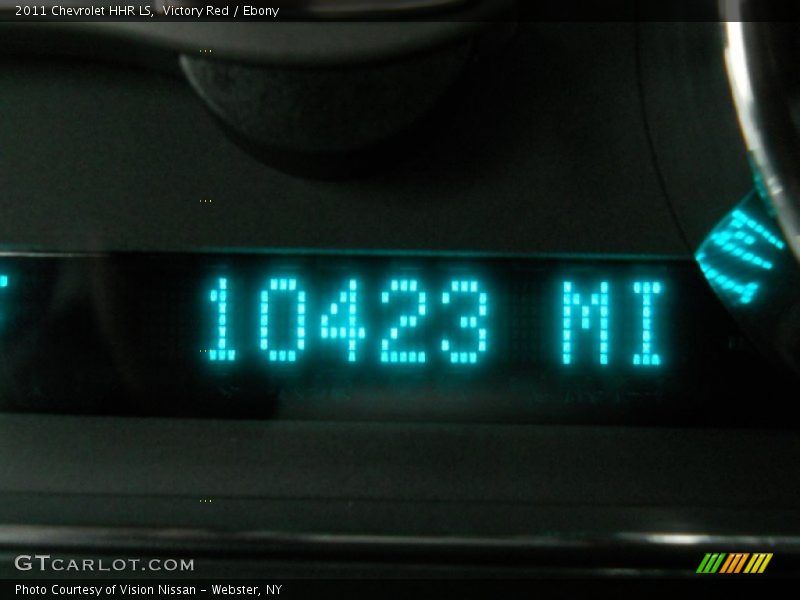 2011 Chevrolet HHR LS, Victory Red / Ebony
10423 MI
GTCARLOT.COM
Photo Courtesy of Vision Nissan - Webster, NY